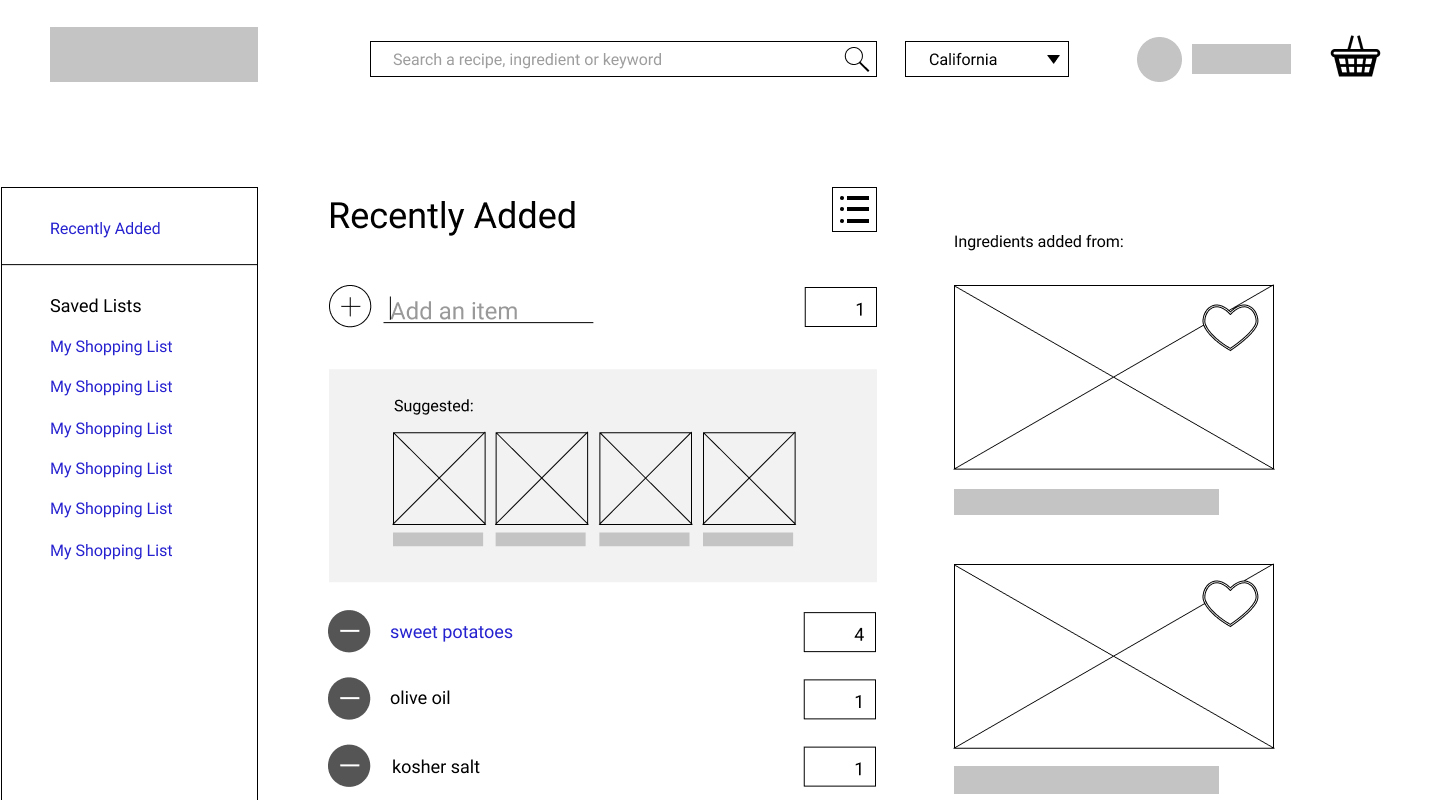 Search a recipe, ingredient or keyword
California
Recently Added
Saved Lists
My Shopping List
My Shopping List
My Shopping List
My Shopping List
My Shopping List
My Shopping List
Recently Added
Add an item
1
Suggested:
sweet potatoes
4
olive oil
1
kosher salt
1
Ingredients added from: